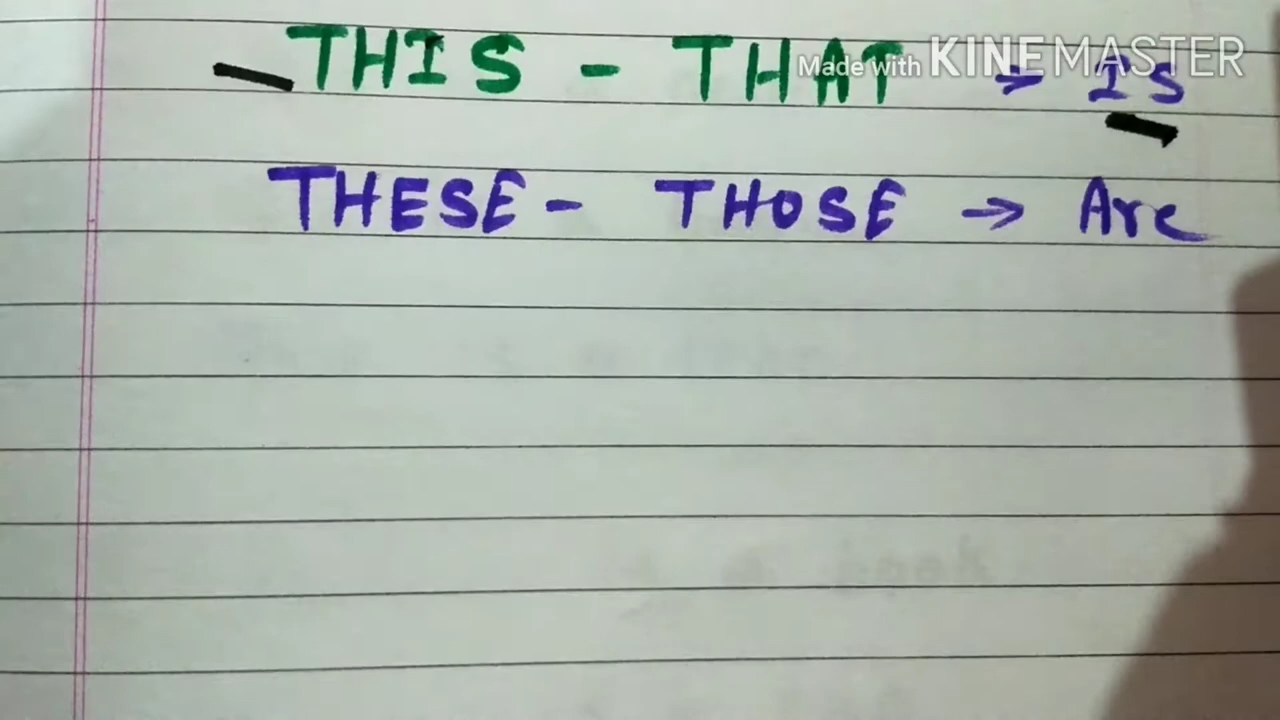 THIS - THAT → IS
Made with KINEMASTER
THESE - THOSE → Are